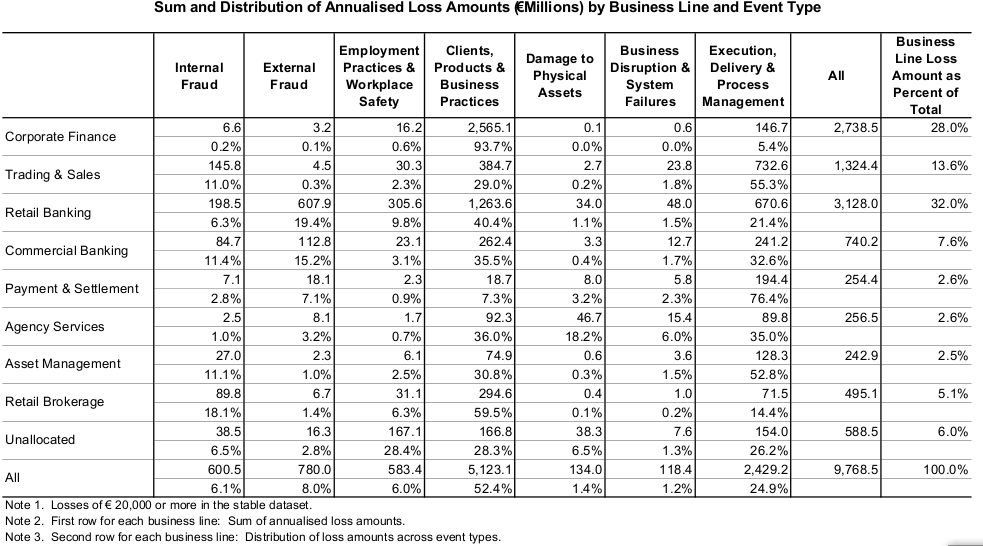 Sum and Distribution of Annualised Loss Amounts (€Millions) by Business Line and Event Type
Internal Fraud | External Fraud | Employment Practices & Workplace Safety | Clients, Products & Business Practices | Damage to Physical Assets | Business Disruption & System Failures | Execution, Delivery & Process Management | All | Business Line Loss Amount as Percent of Total
Corporate Finance | 6.6 | 3.2 | 16.2 | 2,565.1 | 0.1 | 0.6 | 146.7 | 2,738.5 | 28.0%
0.2% | 0.1% | 0.6% | 93.7% | 0.0% | 0.0% | 5.4%
Trading & Sales | 145.8 | 4.5 | 30.3 | 384.7 | 2.7 | 23.8 | 732.6 | 1,324.4 | 13.6%
11.0% | 0.3% | 2.3% | 29.0% | 0.2% | 1.8% | 55.3%
Retail Banking | 198.5 | 607.9 | 305.6 | 1,263.6 | 34.0 | 48.0 | 670.6 | 3,128.0 | 32.0%
6.3% | 19.4% | 9.8% | 40.4% | 1.1% | 1.5% | 21.4%
Commercial Banking | 84.7 | 112.8 | 23.1 | 262.4 | 3.3 | 12.7 | 241.2 | 740.2 | 7.6%
11.4% | 15.2% | 3.1% | 35.5% | 0.4% | 1.7% | 32.6%
Payment & Settlement | 7.1 | 18.1 | 2.3 | 18.7 | 8.0 | 5.8 | 194.4 | 254.4 | 2.6%
2.8% | 7.1% | 0.9% | 7.3% | 3.2% | 2.3% | 76.4%
Agency Services | 2.5 | 8.1 | 1.7 | 92.3 | 46.7 | 15.4 | 89.8 | 256.5 | 2.6%
1.0% | 3.2% | 0.7% | 36.0% | 18.2% | 6.0% | 35.0%
Asset Management | 27.0 | 2.3 | 6.1 | 74.9 | 0.6 | 3.6 | 128.3 | 242.9 | 2.5%
11.1% | 1.0% | 2.5% | 30.8% | 0.3% | 1.5% | 52.8%
Retail Brokerage | 89.8 | 6.7 | 31.1 | 294.6 | 0.4 | 1.0 | 71.5 | 495.1 | 5.1%
18.1% | 1.4% | 6.3% | 59.5% | 0.1% | 0.2% | 14.4%
Unallocated | 38.5 | 16.3 | 167.1 | 166.8 | 38.3 | 7.6 | 154.0 | 588.5 | 6.0%
6.5% | 2.8% | 28.4% | 28.3% | 6.5% | 1.3% | 26.2%
All | 600.5 | 780.0 | 583.4 | 5,123.1 | 134.0 | 118.4 | 2,429.2 | 9,768.5 | 100.0%
6.1% | 8.0% | 6.0% | 52.4% | 1.4% | 1.2% | 24.9%
Note 1. Losses of € 20,000 or more in the stable dataset.
Note 2. First row for each business line: Sum of annualised loss amounts.
Note 3. Second row for each business line: Distribution of loss amounts across event types.